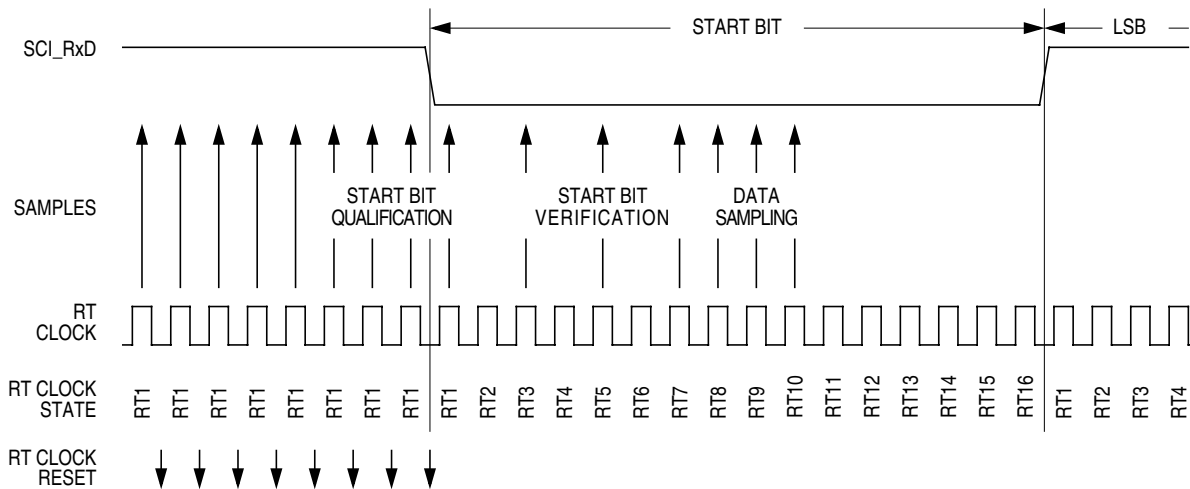 START BIT
LSB
SCI_RxD
SAMPLES
START BIT
QUALIFICATION
START BIT
VERIFICATION
DATA
SAMPLING
RT
CLOCK
RT CLOCK
STATE
RT1 RT1 RT1 RT1 RT1 RT1 RT1 RT1 RT1 RT2 RT3 RT4 RT5 RT6 RT7 RT8 RT9 RT10 RT11 RT12 RT13 RT14 RT15 RT16 RT1 RT2 RT3 RT4
RT CLOCK
RESET